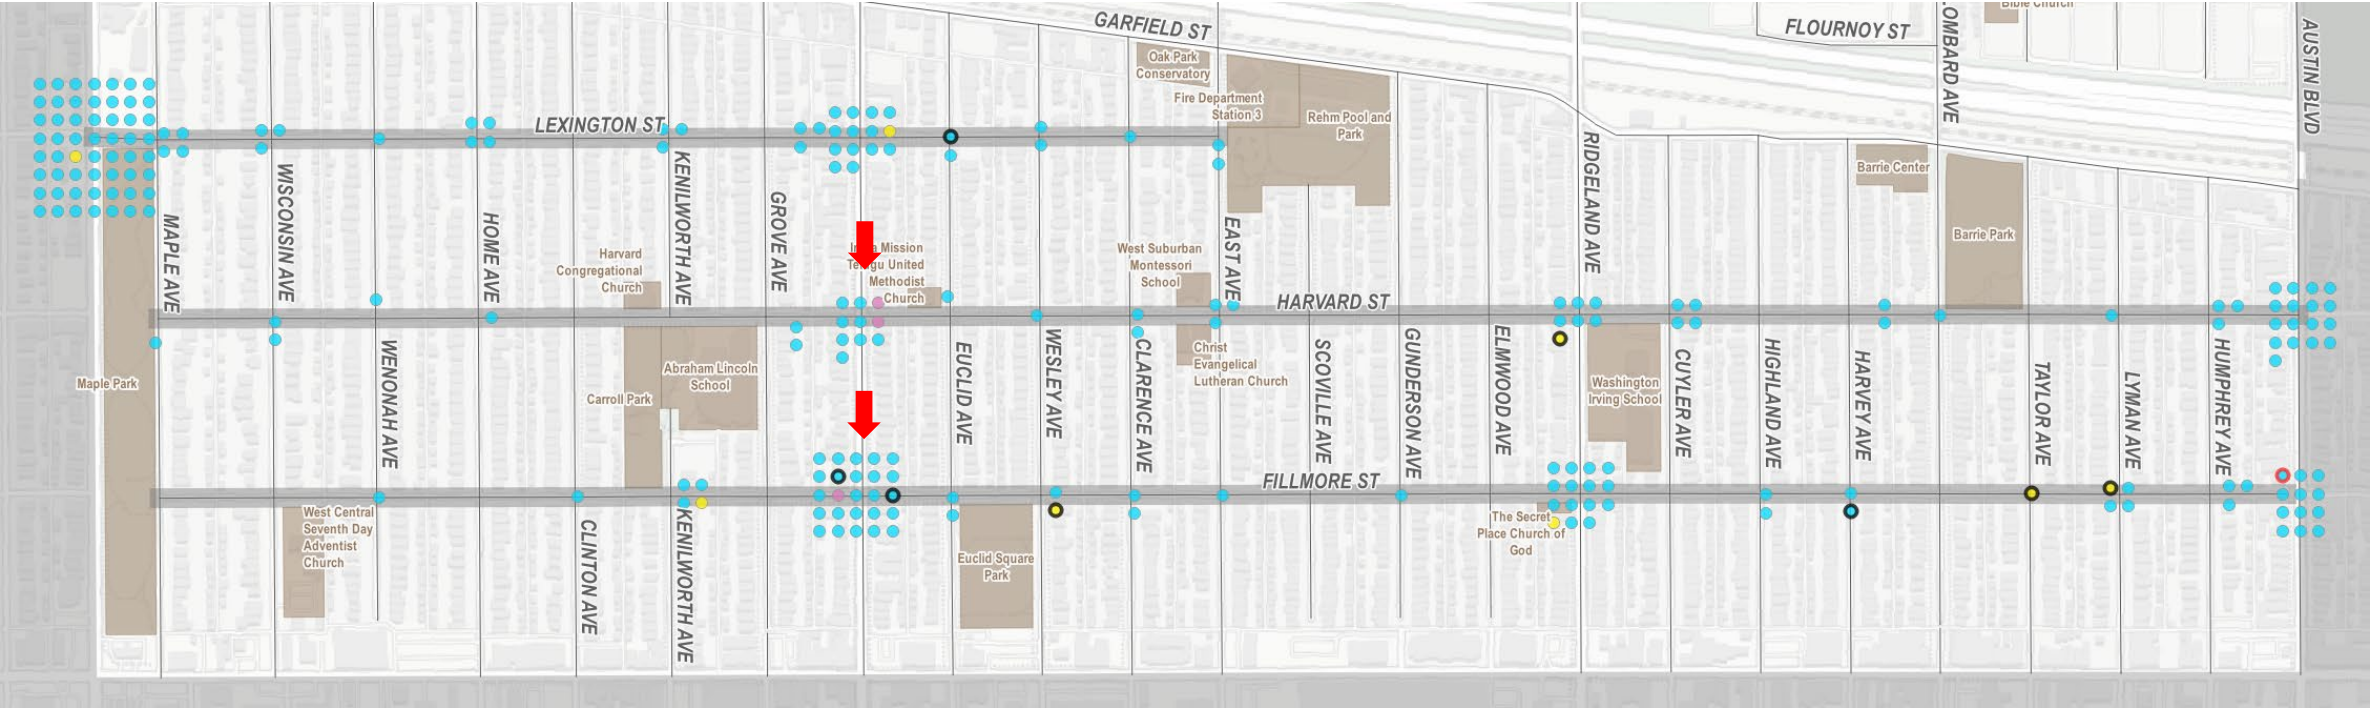 Bible Church
GARFIELD ST
FLOURNOY ST
OMBARD AVE
AUSTIN BLVD
Oak Park
Conservatory
Fire Department
Station 3
Rehm Pool and
Park
LEXINGTON ST
RIDGELAND AVE
Barrie Center
KENILWORTH AVE
WISCONSIN AVE
MAPLE AVE
HOME AVE
GROVE AVE
EAST AVE
Harvard
Congregational
Church
Mission
United
Methodist
Church
West Suburban
Montessori
School
Barrie Park
HARVARD ST
Maple Park
WENONAH AVE
Carroll Park
Abraham Lincoln
School
EUCLID AVE
WESLEY AVE
CLARENCE AVE
Christ
Evangelical
Lutheran Church
SCOVILLE AVE
GUNDERSON AVE
ELMWOOD AVE
Washington
Irving School
CUYLER AVE
HIGHLAND AVE
HARVEY AVE
TAYLOR AVE
LYMAN AVE
HUMPHREY AVE
FILLMORE ST
West Central
Seventh Day
Adventist
Church
CLINTON AVE
KENILWORTH AVE
Euclid Square
Park
The Secret
Place Church of
God